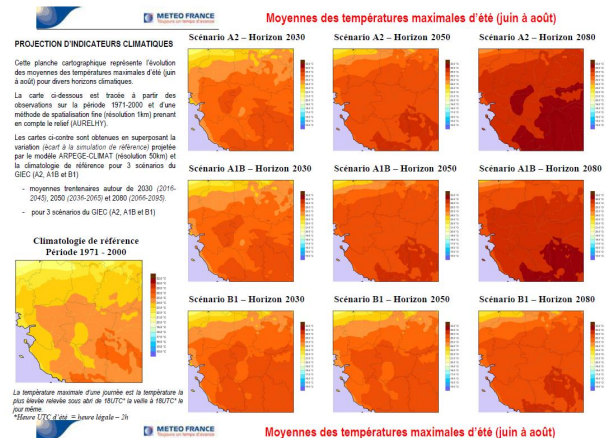 METEO FRANCE
Toujours un temps d'avance
Moyennes des températures maximales d'été (juin à août)
PROJECTION D'INDICATEURS CLIMATIQUES
Cette planche cartographique représente l'évolution
des moyennes des températures maximales d'été (juin
à août) pour divers horizons climatiques.
La carte ci-dessous est tracée à partir des
observations sur la période 1971-2000 et d'une
méthode de spatialisation fine (résolution 1km) prenant
en compte le relief (AURELHY).
Les cartes ci-contre sont obtenues en superposant la
variation (écart à la simulation de référence) projetée
par le modèle ARPEGE-CLIMAT (résolution 50km) et
la climatologie de référence pour 3 scénarios du
GIEC (A2, A1B et B1)
- moyennes trentenaires autour de 2030 (2016-
2045), 2050 (2036-2065) et 2080 (2066-2095).
- pour 3 scénarios du GIEC (A2, A1B et B1)
Climatologie de référence
Période 1971 - 2000
La température maximale d'une journée est la température la
plus élevée relevée sous abri de 18UTC* la veille à 18UTC* le
jour même.
*Heure UTC d'été = heure légale – 2h
Scénario A2 – Horizon 2030
Scénario A2 – Horizon 2050
Scénario A2 – Horizon 2080
Scénario A1B – Horizon 2030
Scénario A1B – Horizon 2050
Scénario A1B – Horizon 2080
Scénario B1 – Horizon 2030
Scénario B1 – Horizon 2050
Scénario B1 – Horizon 2080
METEO FRANCE
Toujours un temps d'avance
Moyennes des températures maximales d'été (juin à août)